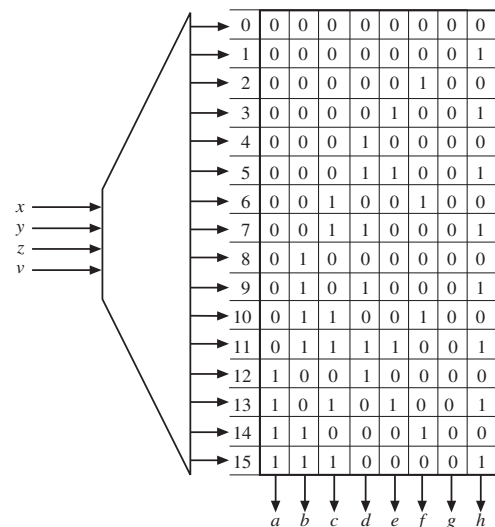 x
y
z
v
0 0 0 0 0 0 0 0 0
1 0 0 0 0 0 0 0 1
2 0 0 0 0 0 1 0 0
3 0 0 0 0 1 0 0 1
4 0 0 0 1 0 0 0 0
5 0 0 0 1 1 0 0 1
6 0 0 1 0 0 1 0 0
7 0 0 1 1 0 0 0 1
8 0 1 0 0 0 0 0 0
9 0 1 0 1 0 0 0 1
10 0 1 1 0 0 1 0 0
11 0 1 1 1 1 0 0 1
12 1 0 0 1 0 0 0 0
13 1 0 1 0 1 0 0 1
14 1 1 0 0 0 1 0 0
15 1 1 1 0 0 0 0 1
a b c d e f g h